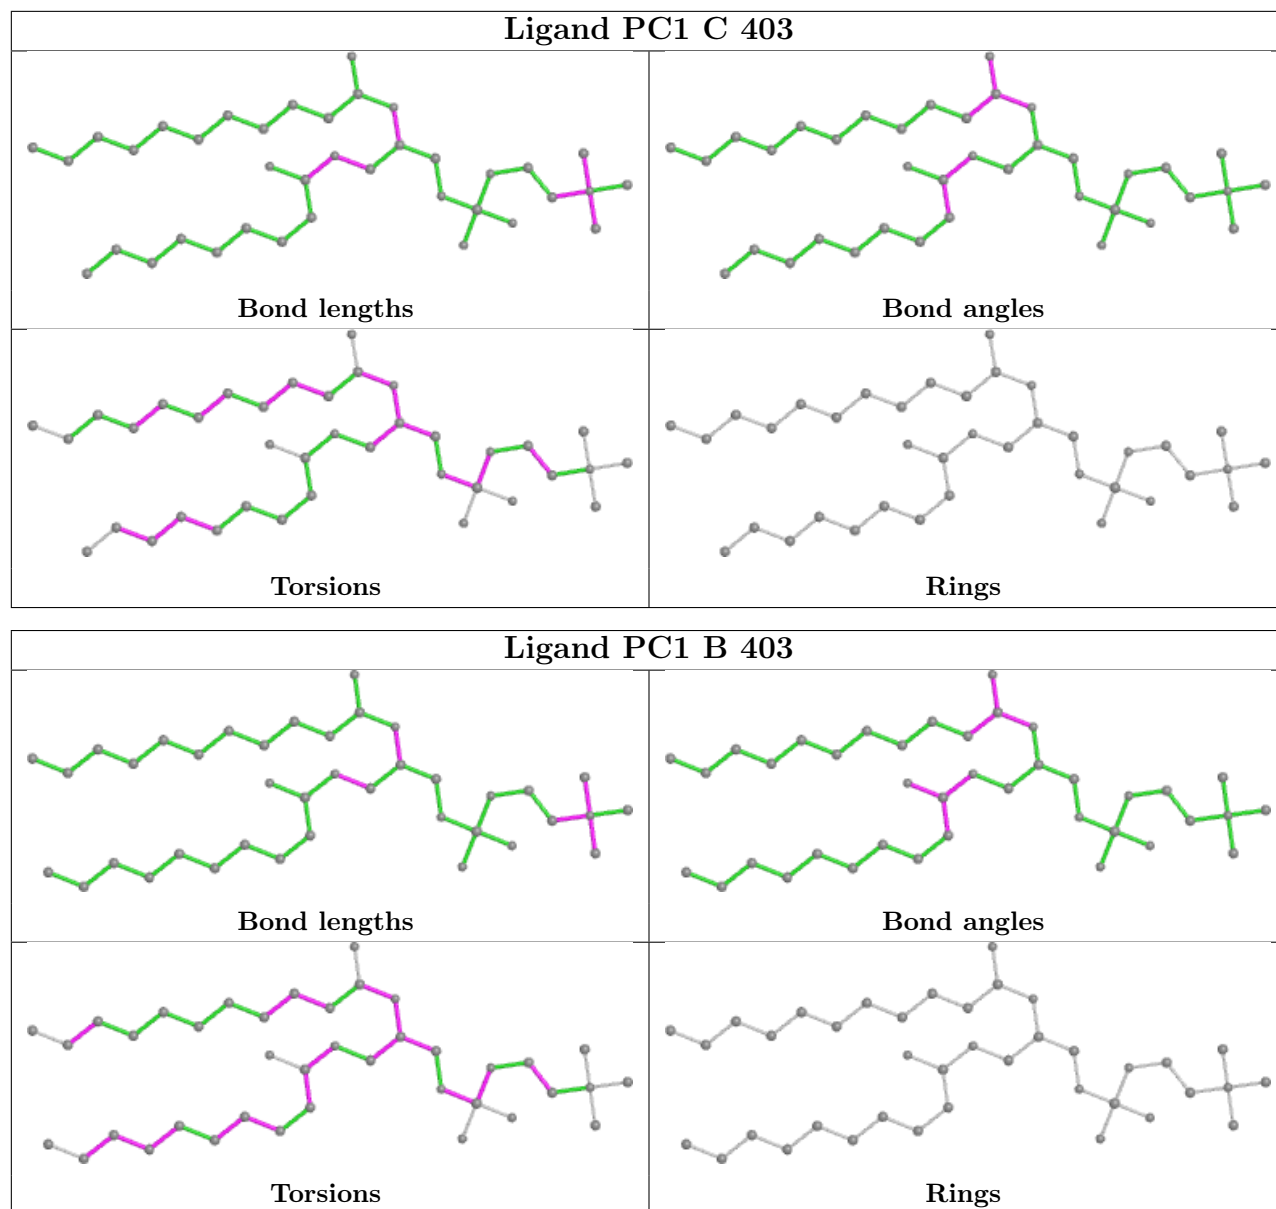 Ligand PC1 C 403
Bond lengths
Bond angles
Torsions
Rings
Ligand PC1 B 403
Bond lengths
Bond angles
Torsions
Rings